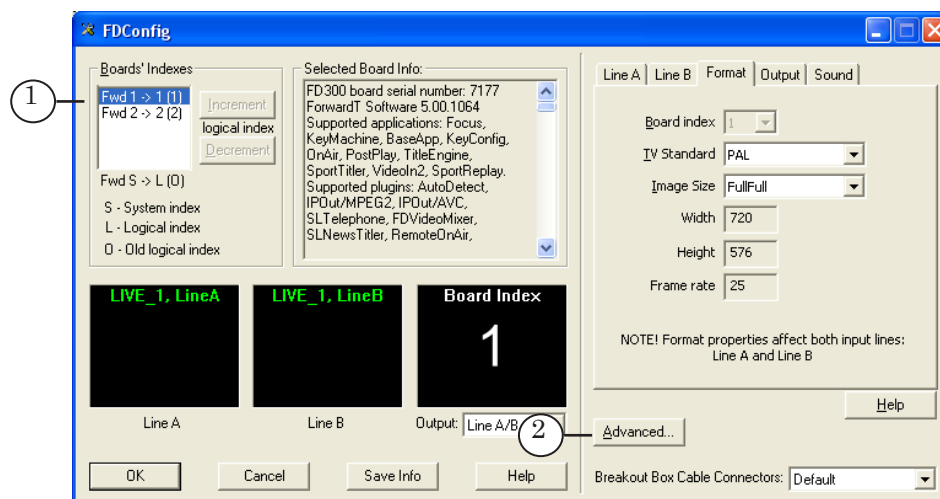 FDConfig
Boards' Indexes
1
Fwd 1 -> 1 (1)
Fwd 2 -> 2 (2)
Increment
logical index
Decrement
Fwd S -> L (O)
S - System index
L - Logical index
O - Old logical index
Selected Board Info:
FD300 board serial number: 7177
ForwardT Software 5.00.1064
Supported applications: Focus,
KeyMachine, BaseApp, KeyConfig,
OnAir, PostPlay, TitleEngine,
SportTitler, VideoIn2, SportReplay.
Supported plugins: AutoDetect,
IPOut/MPEG2, IPOut/AVC,
SLTelephone, FDVideoMixer,
SLNewsTitler, RemoteOnAir,
LIVE_1, LineA
LIVE_1, LineB
Board Index
1
Line A
Line B
Output: Line A/B
2
OK
Cancel
Save Info
Help
Line A
Line B
Format
Output
Sound
Board index 1
TV Standard PAL
Image Size FullFull
Width 720
Height 576
Frame rate 25
NOTE! Format properties affect both input lines:
Line A and Line B
Help
Advanced...
Breakout Box Cable Connectors: Default